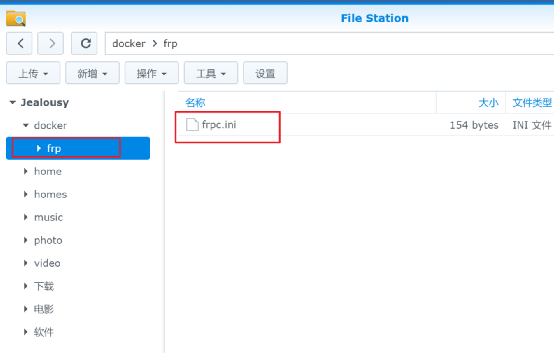 File Station
docker > frp
上传 新增 操作 工具 设置
Jealousy
docker
frp
home
homes
music
photo
video
下载
电影
软件
名称 大小 文件类型
frpc.ini 154 bytes INI 文件